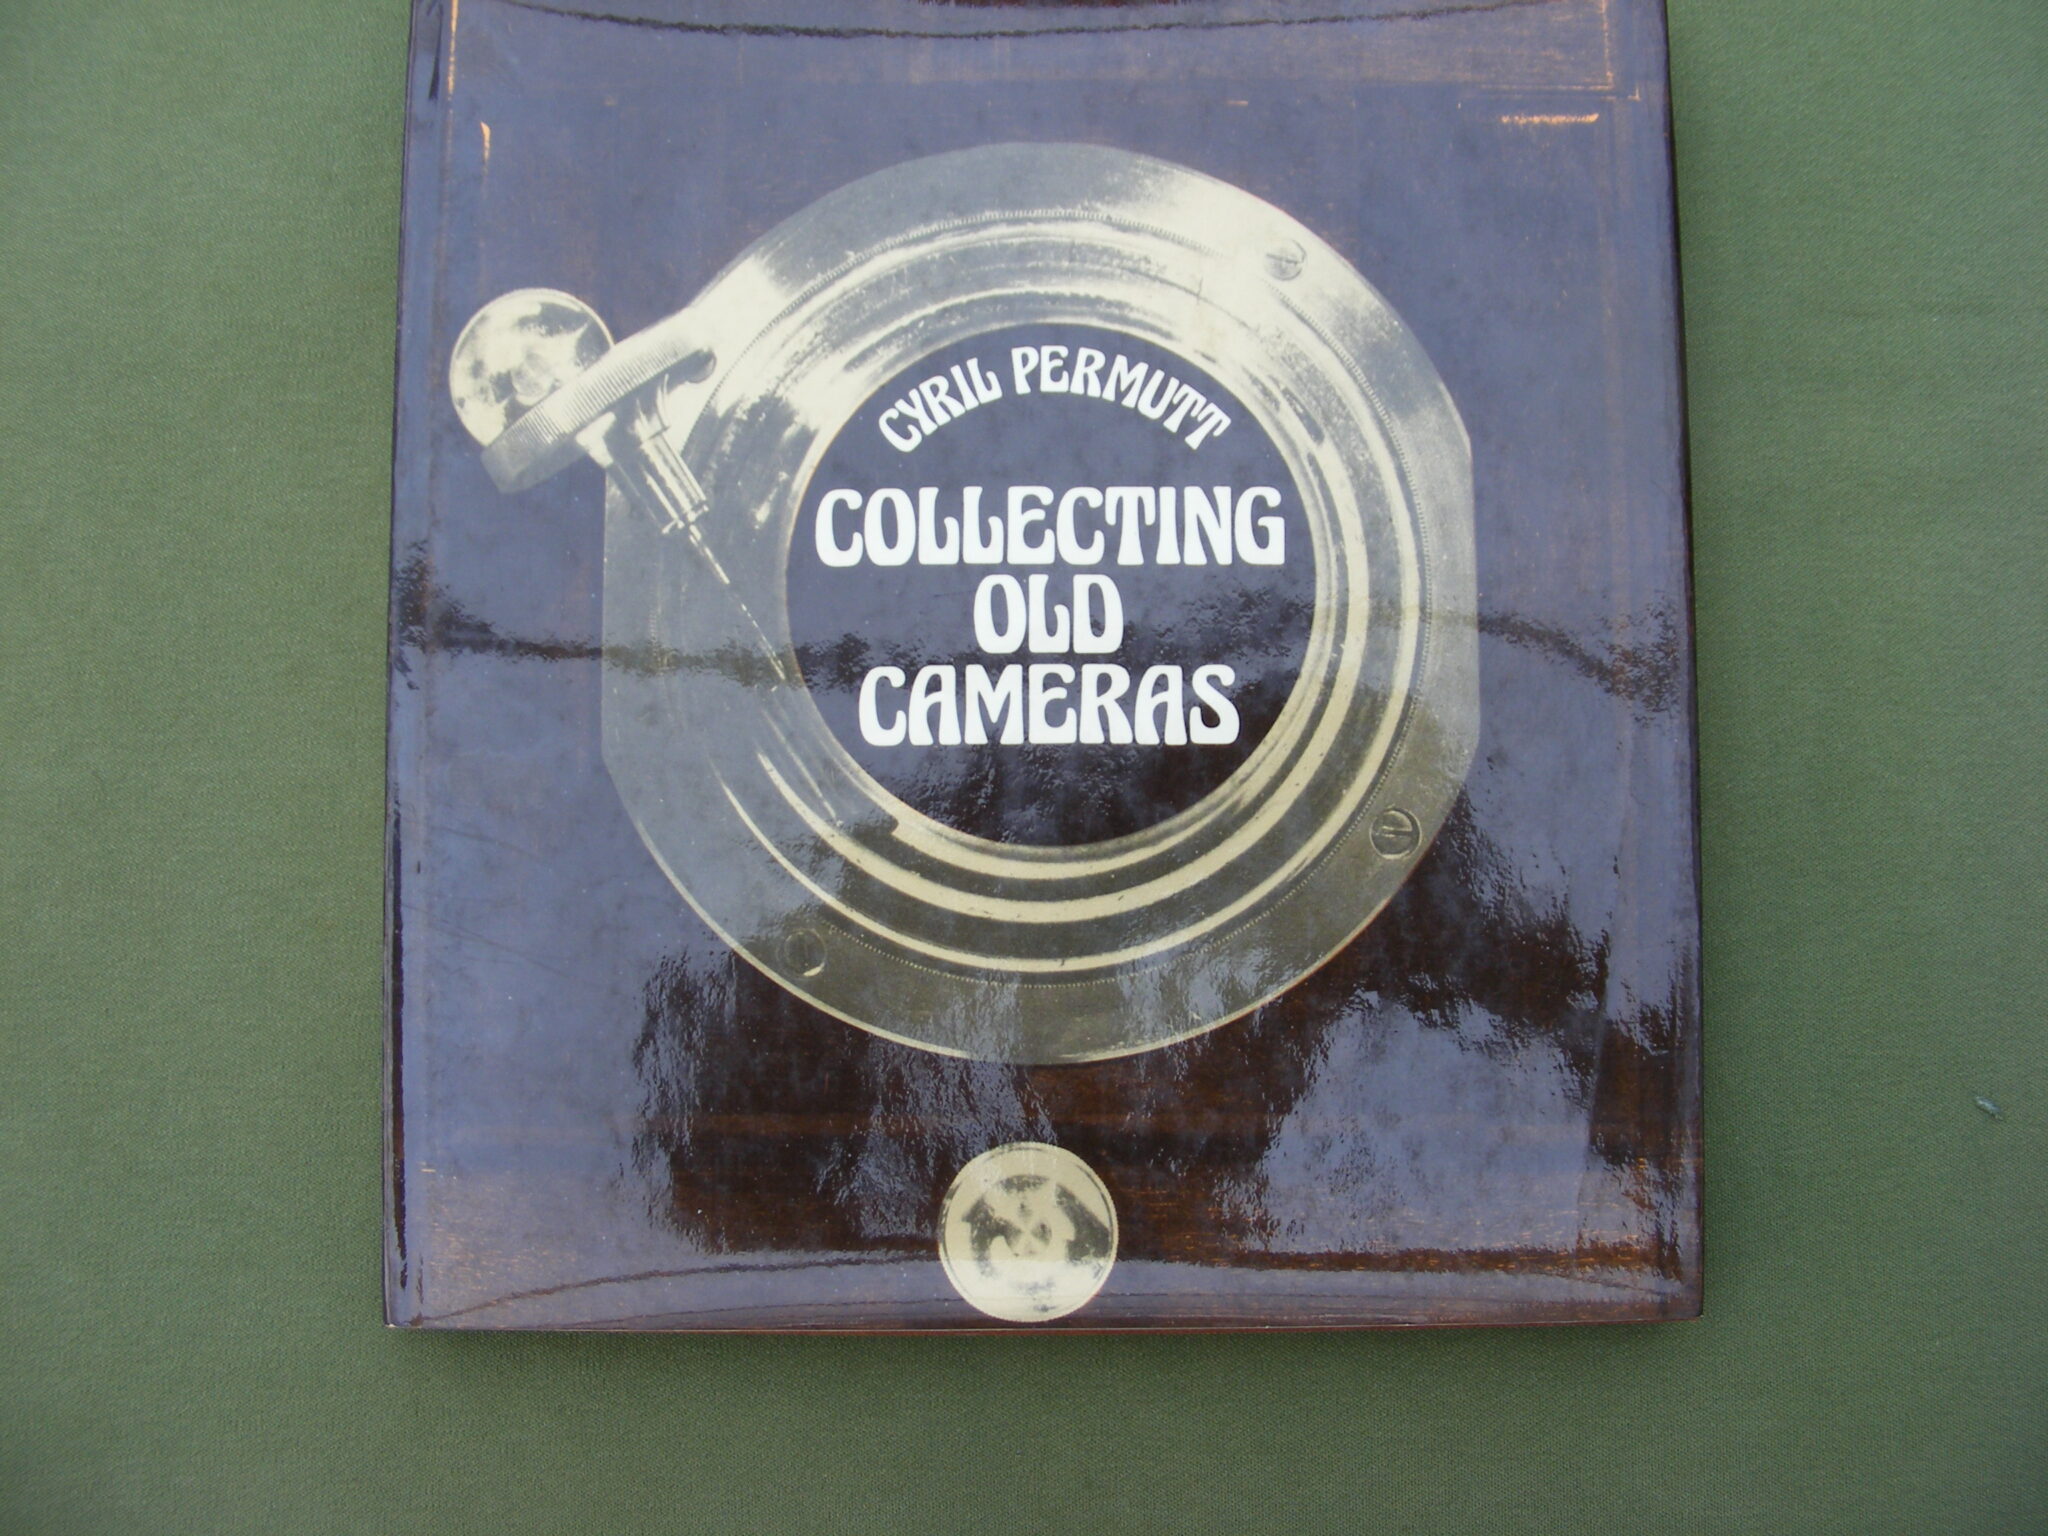 CYRIL PERMUTT
COLLECTING
OLD
CAMERAS